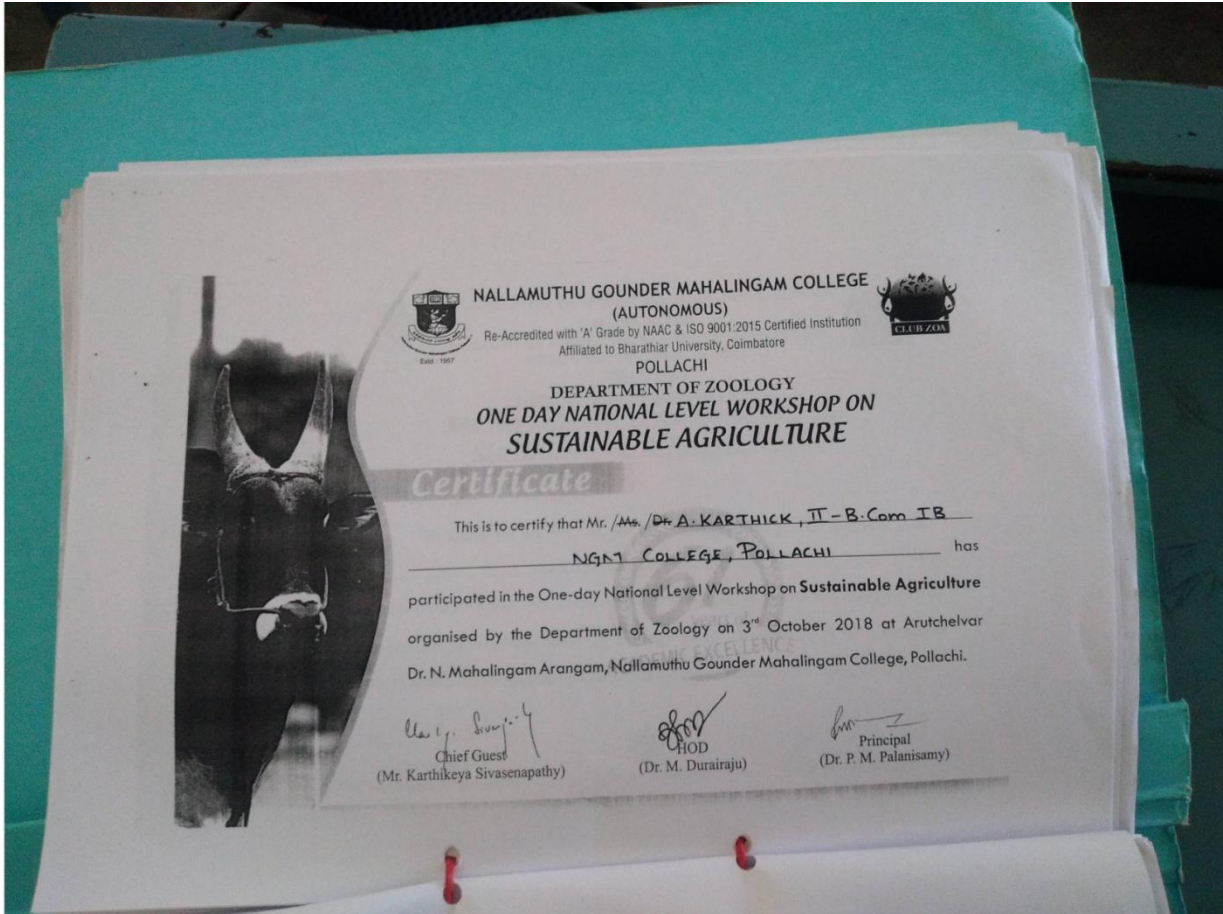 NALLAMUTHU GOUNDER MAHALINGAM COLLEGE
(AUTONOMOUS)
Re-Accredited with 'A' Grade by NAAC & ISO 9001:2015 Certified Institution
Affiliated to Bharathiar University, Coimbatore
Estd : 1957
CLUB ZOA
POLLACHI
DEPARTMENT OF ZOOLOGY
ONE DAY NATIONAL LEVEL WORKSHOP ON
SUSTAINABLE AGRICULTURE
Certificate
This is to certify that Mr. /Ms. /Dr. A. KARTHICK, II - B.Com IB
NGM COLLEGE, POLLACHI has
participated in the One-day National Level Workshop on Sustainable Agriculture
organised by the Department of Zoology on 3rd October 2018 at Arutchelvar
Dr. N. Mahalingam Arangam, Nallamuthu Gounder Mahalingam College, Pollachi.
ACADEMIC EXCELLENCE
Chief Guest
(Mr. Karthikeya Sivasenapathy)
HOD
(Dr. M. Durairaju)
Principal
(Dr. P. M. Palanisamy)